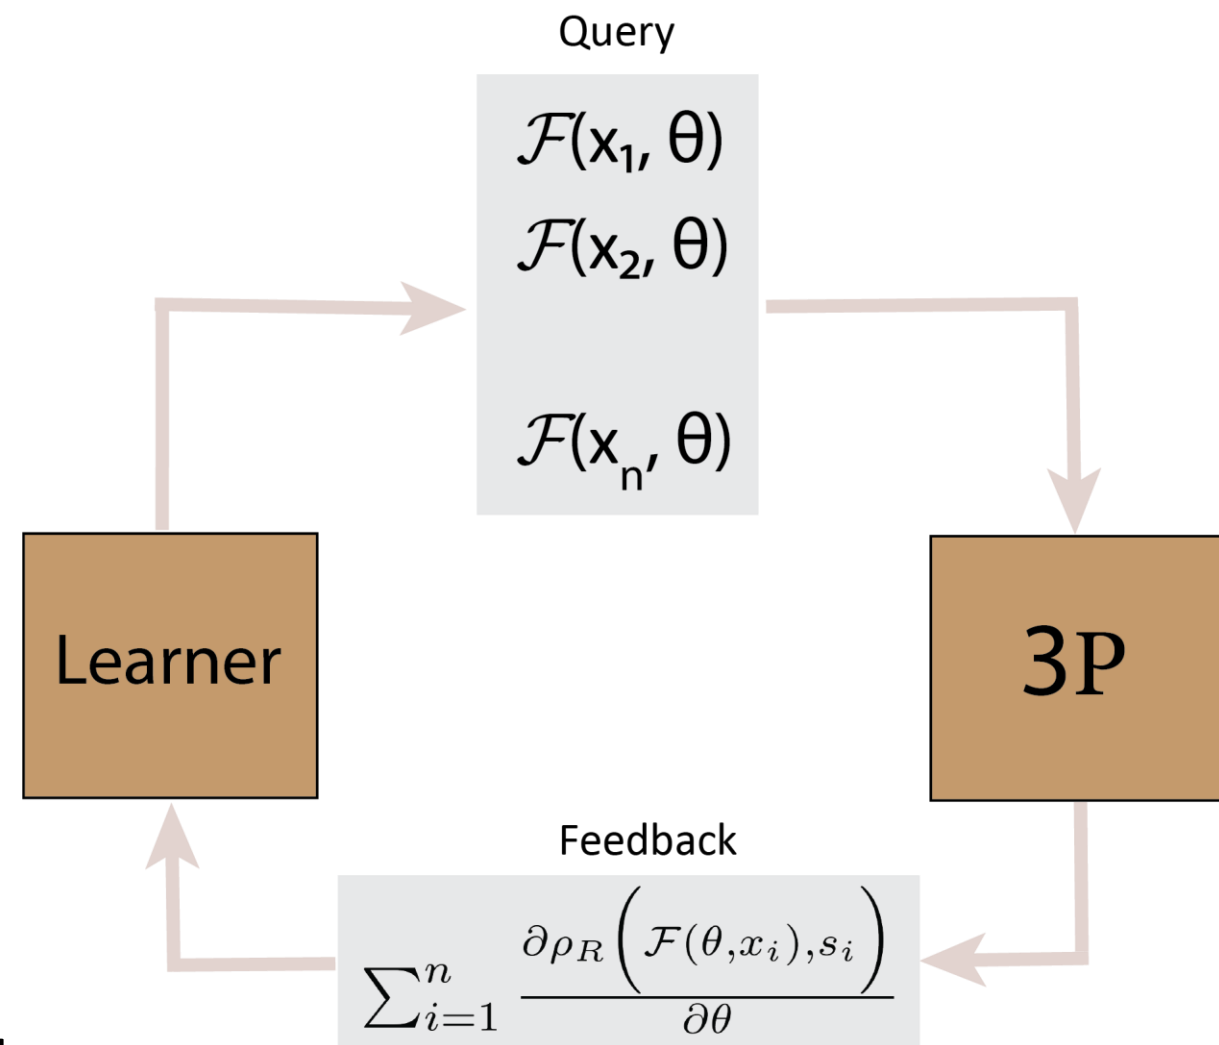 Query
ℱ(x₁, θ)
ℱ(x₂, θ)
ℱ(xₙ, θ)
Learner
3P
Feedback
∑ᵢ₌₁ⁿ ∂ρ_R(ℱ(θ,xᵢ),sᵢ) / ∂θ